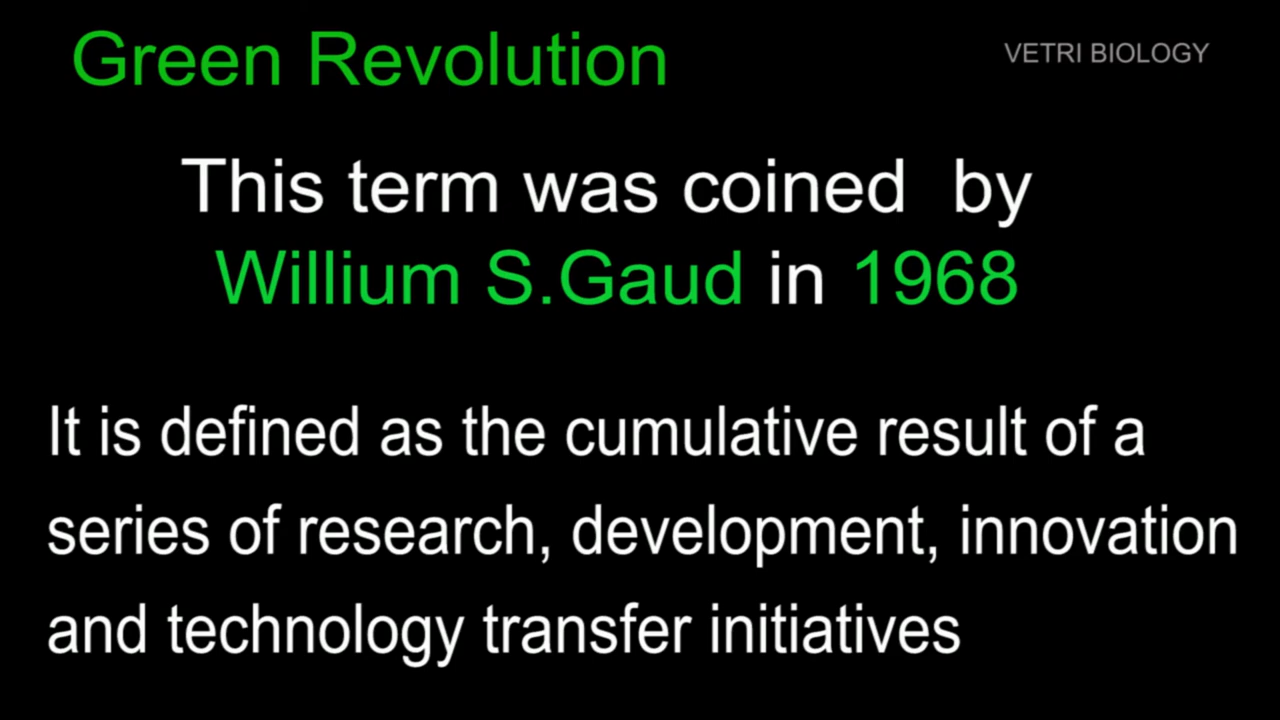 Green Revolution
VETRI BIOLOGY
This term was coined by
Willium S.Gaud in 1968
It is defined as the cumulative result of a
series of research, development, innovation
and technology transfer initiatives